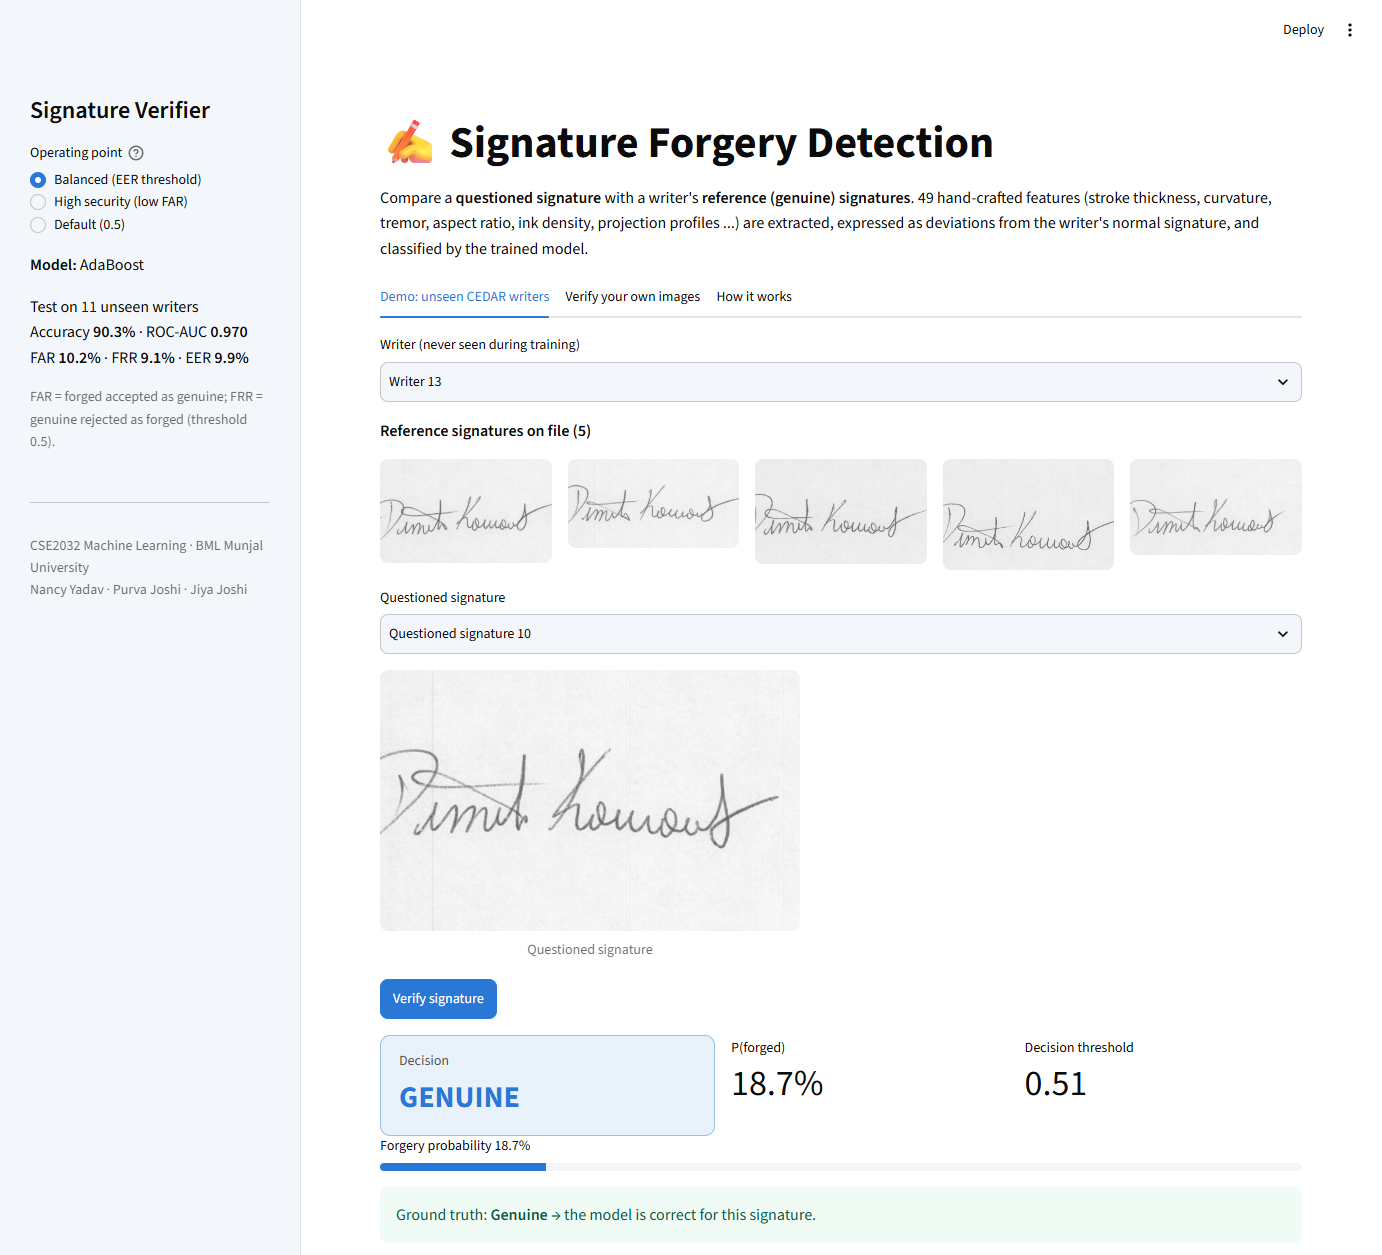 Deploy
Signature Verifier
Operating point
Balanced (EER threshold)
High security (low FAR)
Default (0.5)
Model: AdaBoost
Test on 11 unseen writers
Accuracy 90.3% · ROC-AUC 0.970
FAR 10.2% · FRR 9.1% · EER 9.9%
FAR = forged accepted as genuine; FRR =
genuine rejected as forged (threshold
0.5).
CSE2032 Machine Learning · BML Munjal
University
Nancy Yadav · Purva Joshi · Jiya Joshi
✍️ Signature Forgery Detection
Compare a questioned signature with a writer's reference (genuine) signatures. 49 hand-crafted features (stroke thickness, curvature,
tremor, aspect ratio, ink density, projection profiles ...) are extracted, expressed as deviations from the writer's normal signature, and
classified by the trained model.
Demo: unseen CEDAR writers Verify your own images How it works
Writer (never seen during training)
Writer 13
Reference signatures on file (5)
Questioned signature
Questioned signature 10
Questioned signature
Verify signature
Decision
GENUINE
P(forged)
18.7%
Decision threshold
0.51
Forgery probability 18.7%
Ground truth: Genuine → the model is correct for this signature.